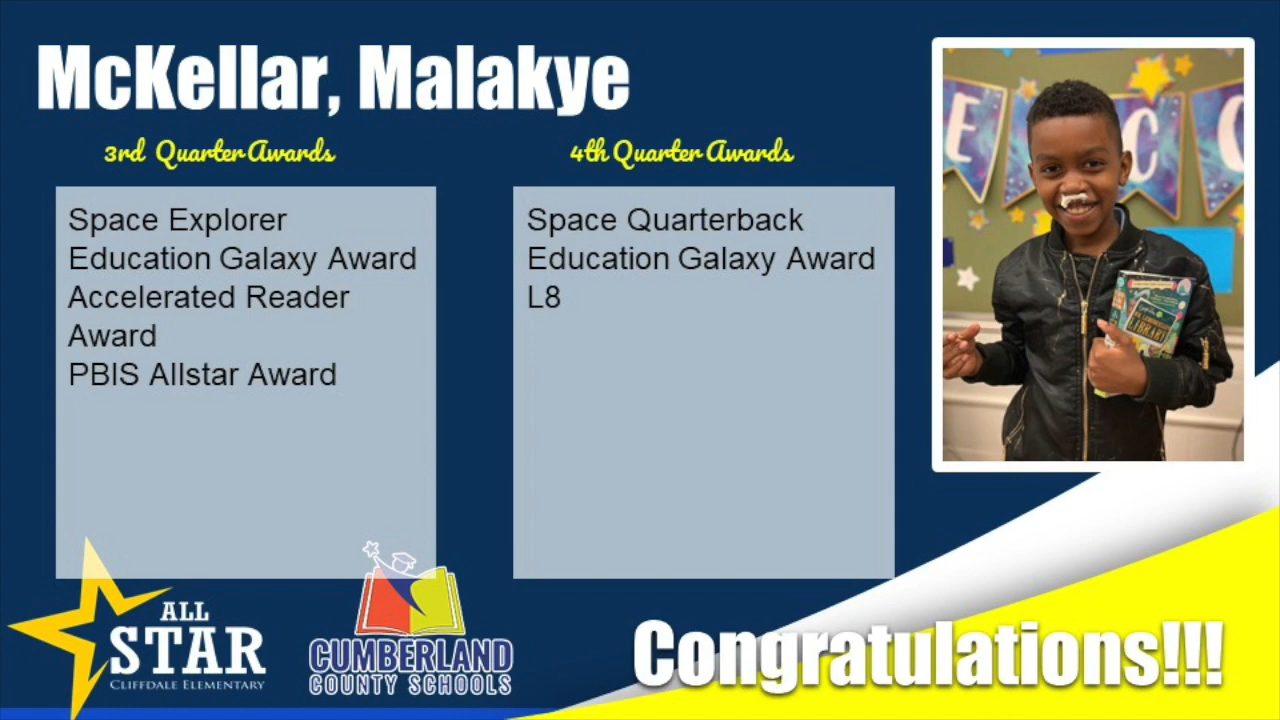 McKellar, Malakye
3rd Quarter Awards
4th Quarter Awards
Space Explorer
Education Galaxy Award
Accelerated Reader
Award
PBIS Allstar Award
Space Quarterback
Education Galaxy Award
L8
E
C
LIBRARY
ALL
STAR
CLIFFDALE ELEMENTARY
CUMBERLAND
COUNTY SCHOOLS
Congratulations!!!